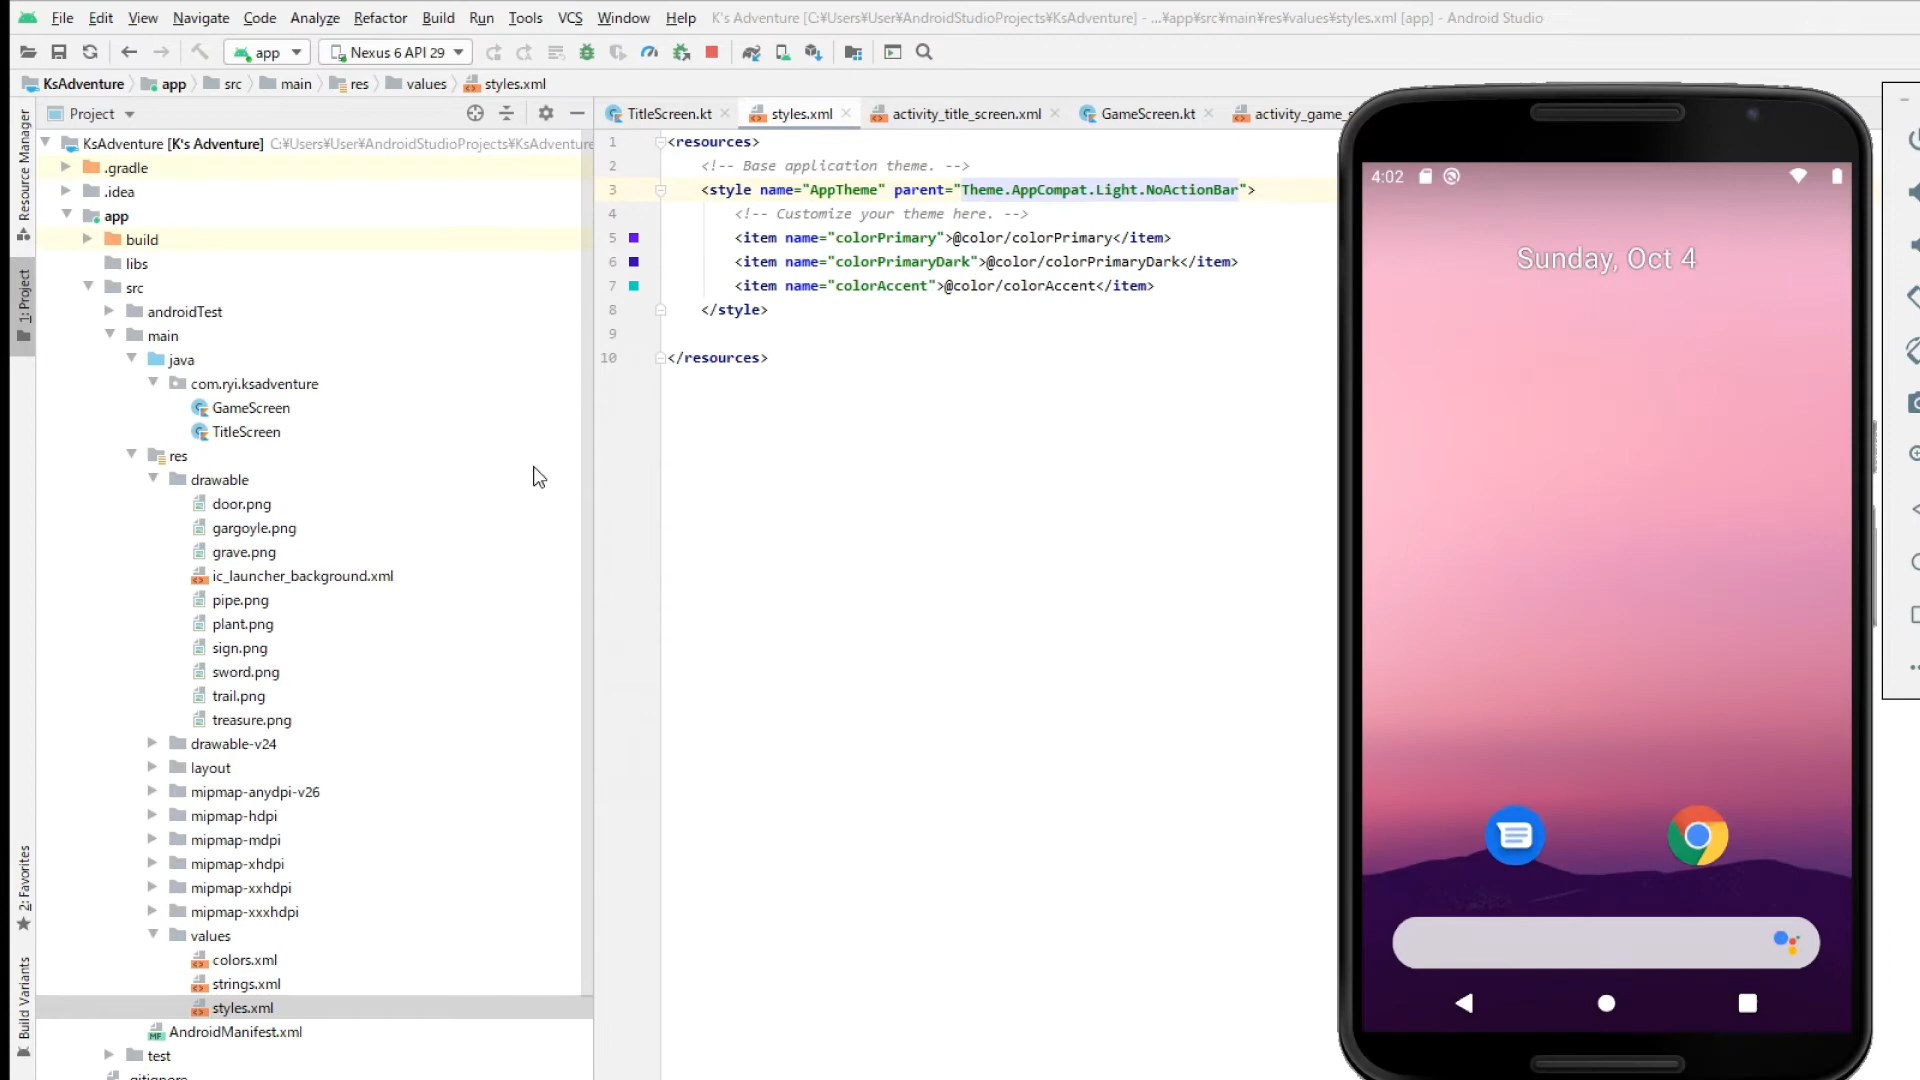 File Edit View Navigate Code Analyze Refactor Build Run Tools VCS Window Help K's Adventure [C:¥Users¥User¥AndroidStudioProjects¥KsAdventure] - ...¥app¥src¥main¥res¥values¥styles.xml [app] - Android Studio
app Nexus 6 API 29
KsAdventure app src main res values styles.xml
Project
TitleScreen.kt styles.xml activity_title_screen.xml GameScreen.kt activity_game_s
Resource Manager
1: Project
2: Favorites
Build Variants
KsAdventure [K's Adventure] C:¥Users¥User¥AndroidStudioProjects¥KsAdventure
.gradle
.idea
app
build
libs
src
androidTest
main
java
com.ryi.ksadventure
GameScreen
TitleScreen
res
drawable
door.png
gargoyle.png
grave.png
ic_launcher_background.xml
pipe.png
plant.png
sign.png
sword.png
trail.png
treasure.png
drawable-v24
layout
mipmap-anydpi-v26
mipmap-hdpi
mipmap-mdpi
mipmap-xhdpi
mipmap-xxhdpi
mipmap-xxxhdpi
values
colors.xml
strings.xml
styles.xml
AndroidManifest.xml
test
.gitignore
1 <resources>
2 <!-- Base application theme. -->
3 <style name="AppTheme" parent="Theme.AppCompat.Light.NoActionBar">
4 <!-- Customize your theme here. -->
5 <item name="colorPrimary">@color/colorPrimary</item>
6 <item name="colorPrimaryDark">@color/colorPrimaryDark</item>
7 <item name="colorAccent">@color/colorAccent</item>
8 </style>
9
10 </resources>
4:02
Sunday, Oct 4